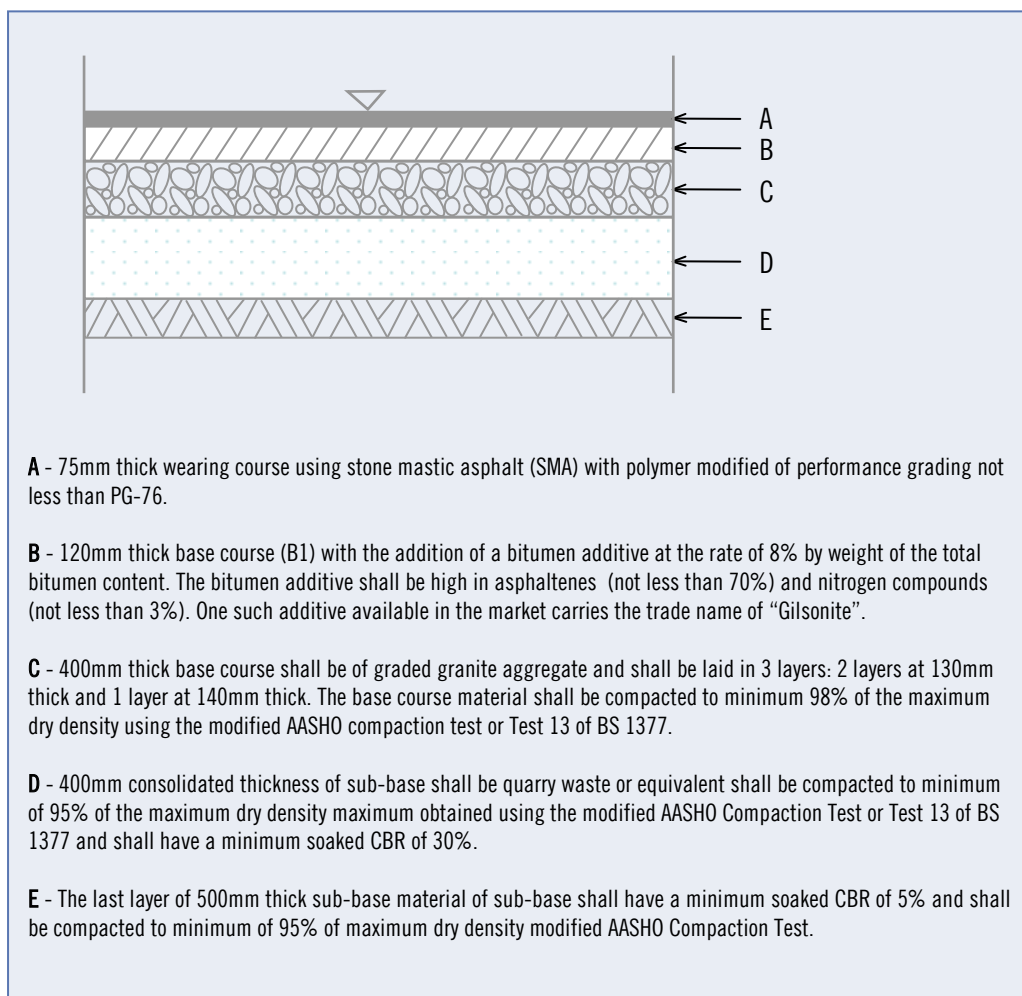 A
B
C
D
E
A - 75mm thick wearing course using stone mastic asphalt (SMA) with polymer modified of performance grading not
less than PG-76.
B - 120mm thick base course (B1) with the addition of a bitumen additive at the rate of 8% by weight of the total
bitumen content. The bitumen additive shall be high in asphaltenes (not less than 70%) and nitrogen compounds
(not less than 3%). One such additive available in the market carries the trade name of “Gilsonite”.
C - 400mm thick base course shall be of graded granite aggregate and shall be laid in 3 layers: 2 layers at 130mm
thick and 1 layer at 140mm thick. The base course material shall be compacted to minimum 98% of the maximum
dry density using the modified AASHO compaction test or Test 13 of BS 1377.
D - 400mm consolidated thickness of sub-base shall be quarry waste or equivalent shall be compacted to minimum
of 95% of the maximum dry density maximum obtained using the modified AASHO Compaction Test or Test 13 of BS
1377 and shall have a minimum soaked CBR of 30%.
E - The last layer of 500mm thick sub-base material of sub-base shall have a minimum soaked CBR of 5% and shall
be compacted to minimum of 95% of maximum dry density modified AASHO Compaction Test.